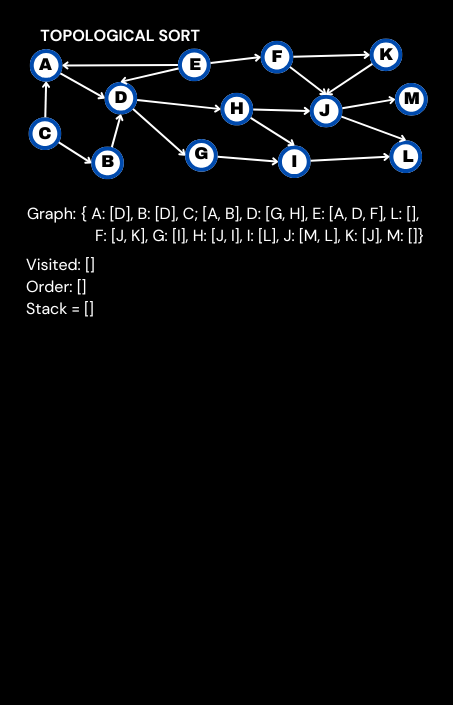 TOPOLOGICAL SORT
A
E
F
K
D
H
J
M
C
B
G
I
L
Graph: { A: [D], B: [D], C; [A, B], D: [G, H], E: [A, D, F], L: [],
F: [J, K], G: [I], H: [J, I], I: [L], J: [M, L], K: [J], M: []}
Visited: []
Order: []
Stack = []